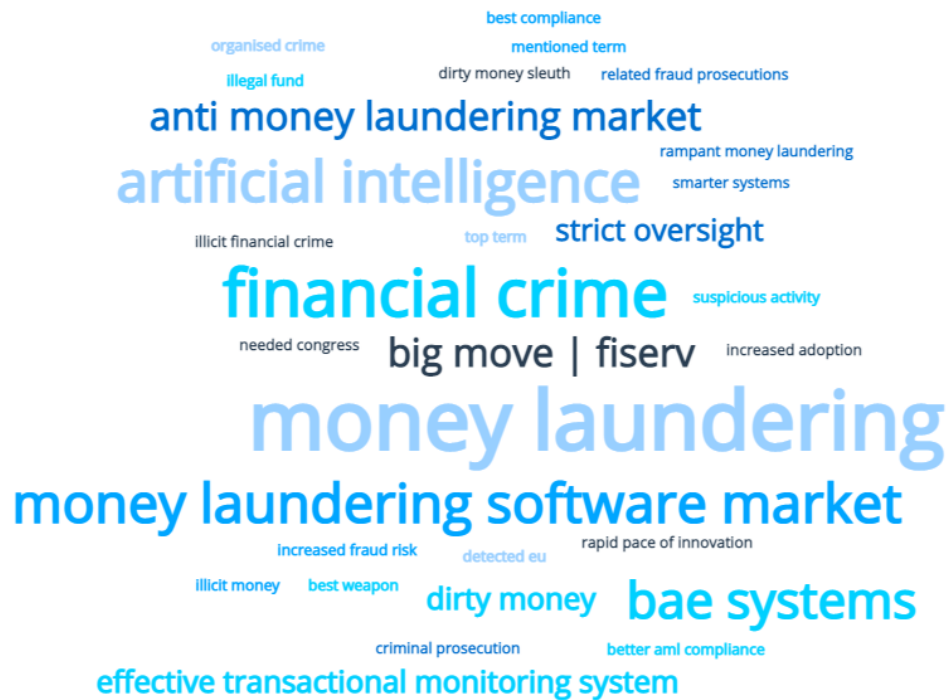 best compliance
organised crime
mentioned term
dirty money sleuth
related fraud prosecutions
illegal fund
anti money laundering market
rampant money laundering
artificial intelligence
smarter systems
strict oversight
illicit financial crime
top term
financial crime
suspicious activity
needed congress
big move | fiserv
increased adoption
money laundering
money laundering software market
rapid pace of innovation
increased fraud risk
detected eu
illicit money
best weapon
dirty money
bae systems
criminal prosecution
better aml compliance
effective transactional monitoring system